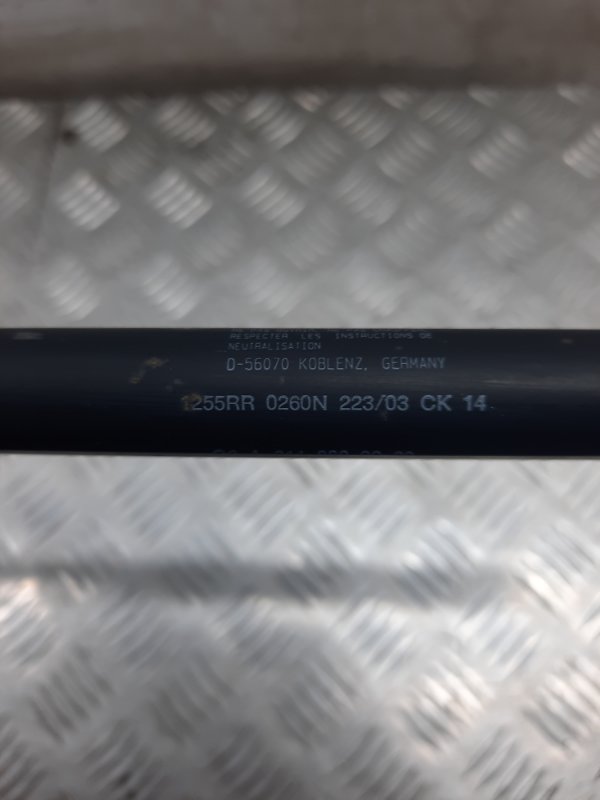 RESPECTER LES INSTRUCTIONS DE
NEUTRALISATION
D-56070 KOBLENZ, GERMANY
1255RR 0260N 223/03 CK 14